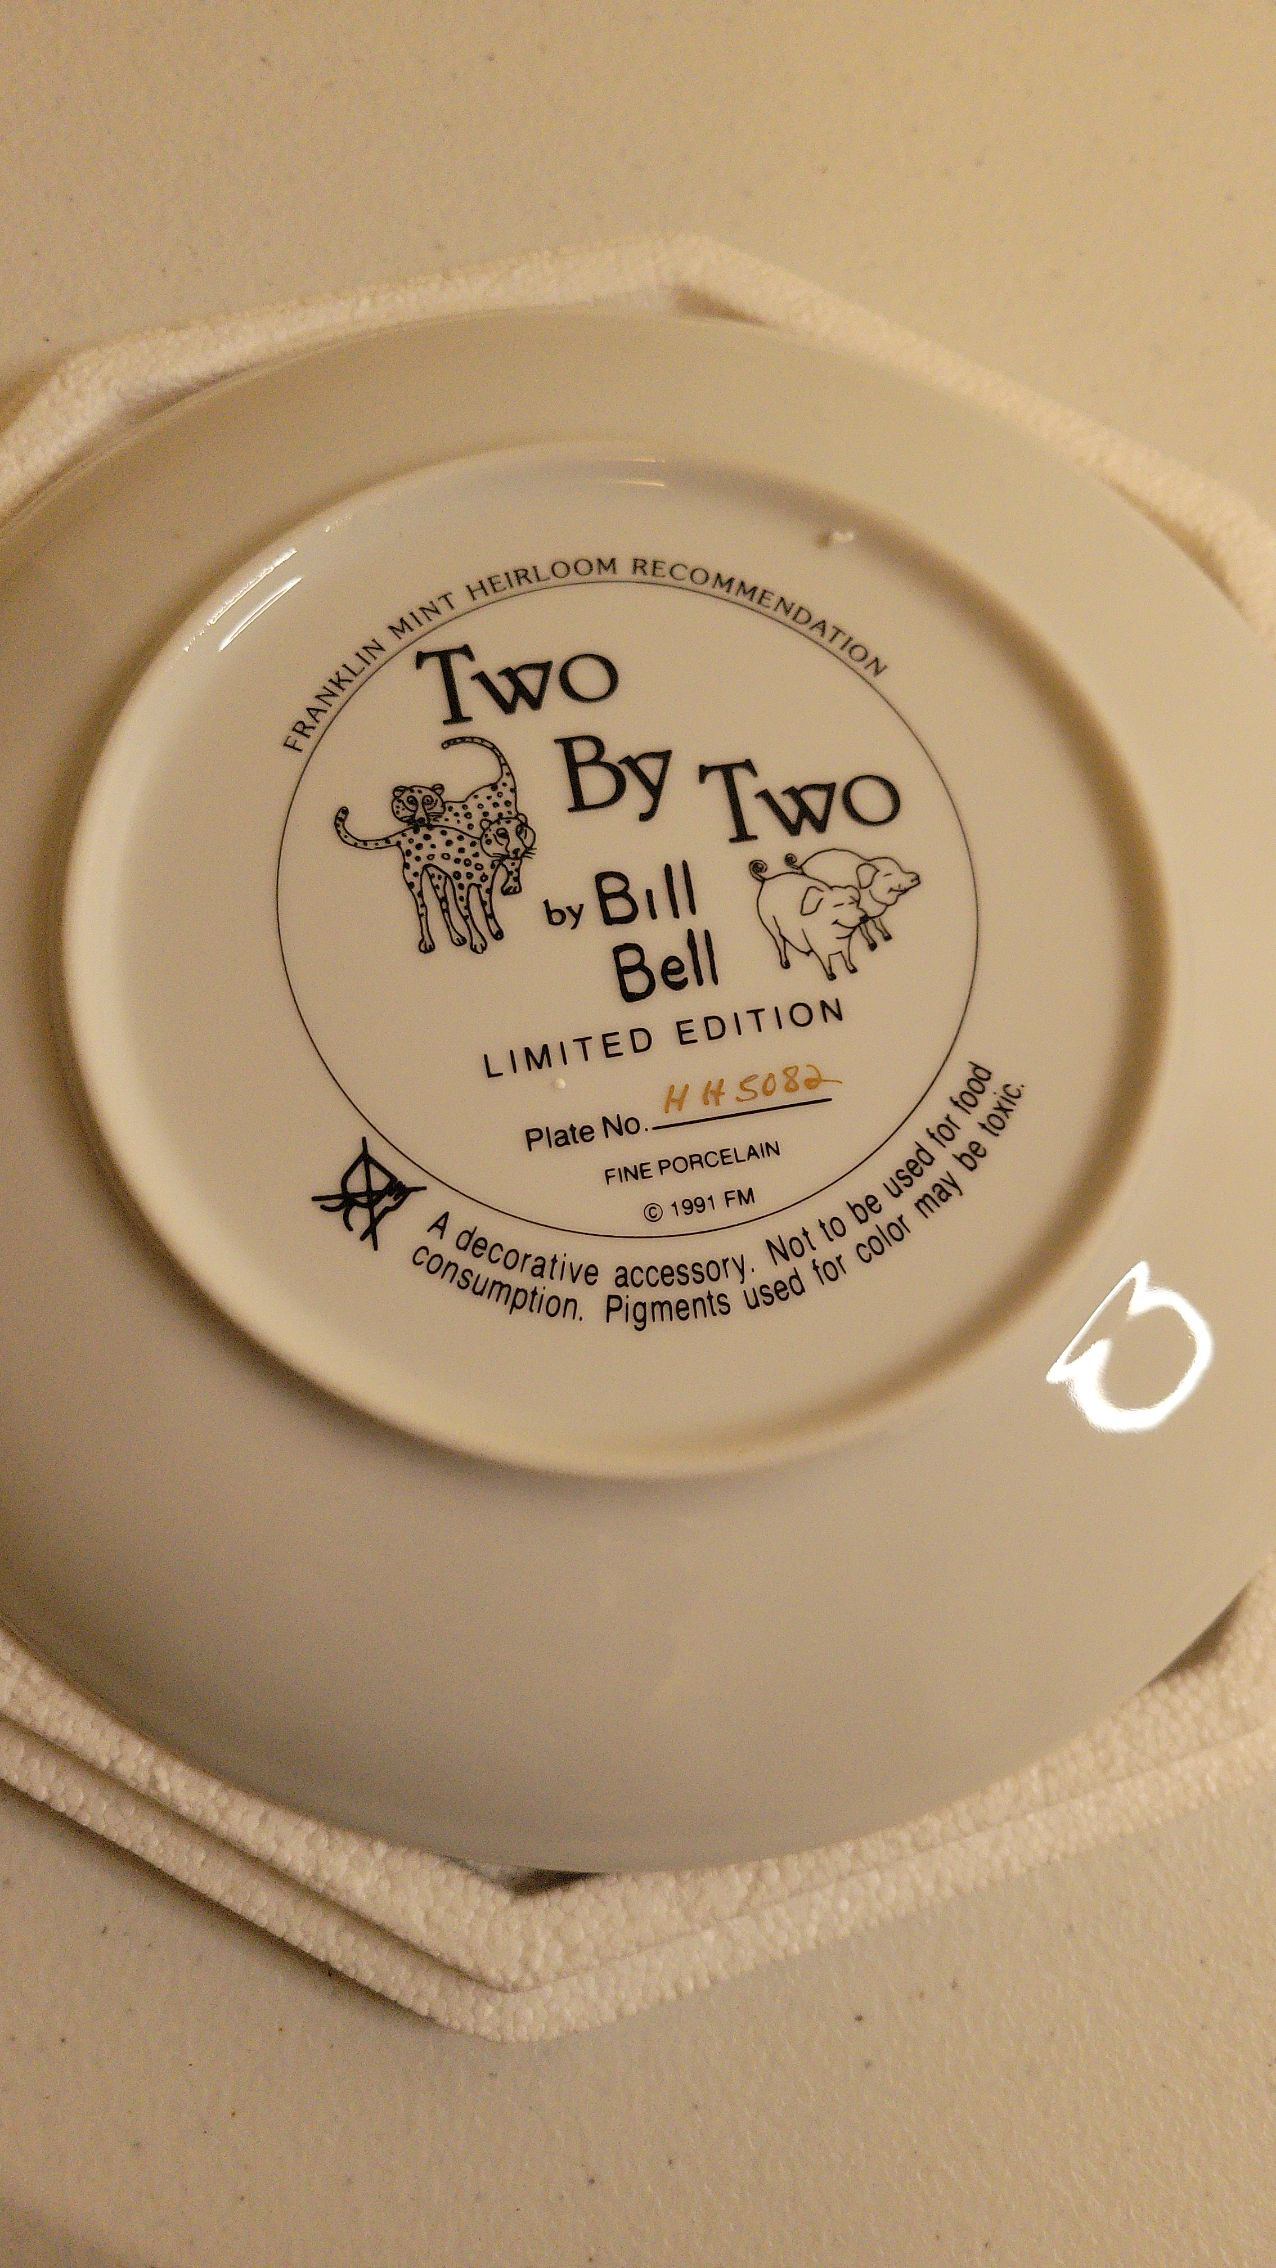 FRANKLIN MINT HEIRLOOM RECOMMENDATION
Two
By Two
by Bill
Bell
LIMITED EDITION
Plate No. HH5082
FINE PORCELAIN
© 1991 FM
A decorative accessory. Not to be used for food
consumption. Pigments used for color may be toxic.